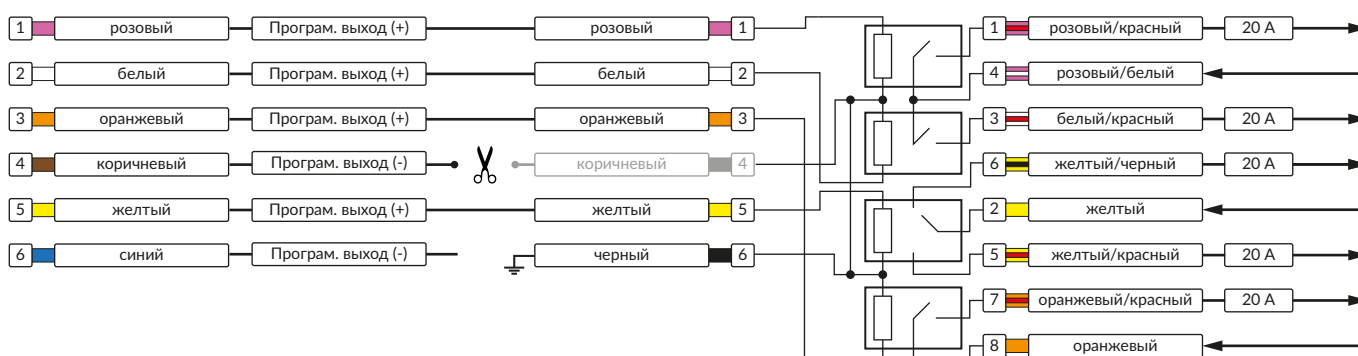 1 розовый Програм. выход (+) розовый 1 1 розовый/красный 20 А
2 белый Програм. выход (+) белый 2 4 розовый/белый
3 оранжевый Програм. выход (+) оранжевый 3 3 белый/красный 20 А
4 коричневый Програм. выход (-) коричневый 4 6 желтый/черный 20 А
5 желтый Програм. выход (+) желтый 5 2 желтый
6 синий Програм. выход (-) черный 6 5 желтый/красный 20 А
7 оранжевый/красный 20 А
8 оранжевый